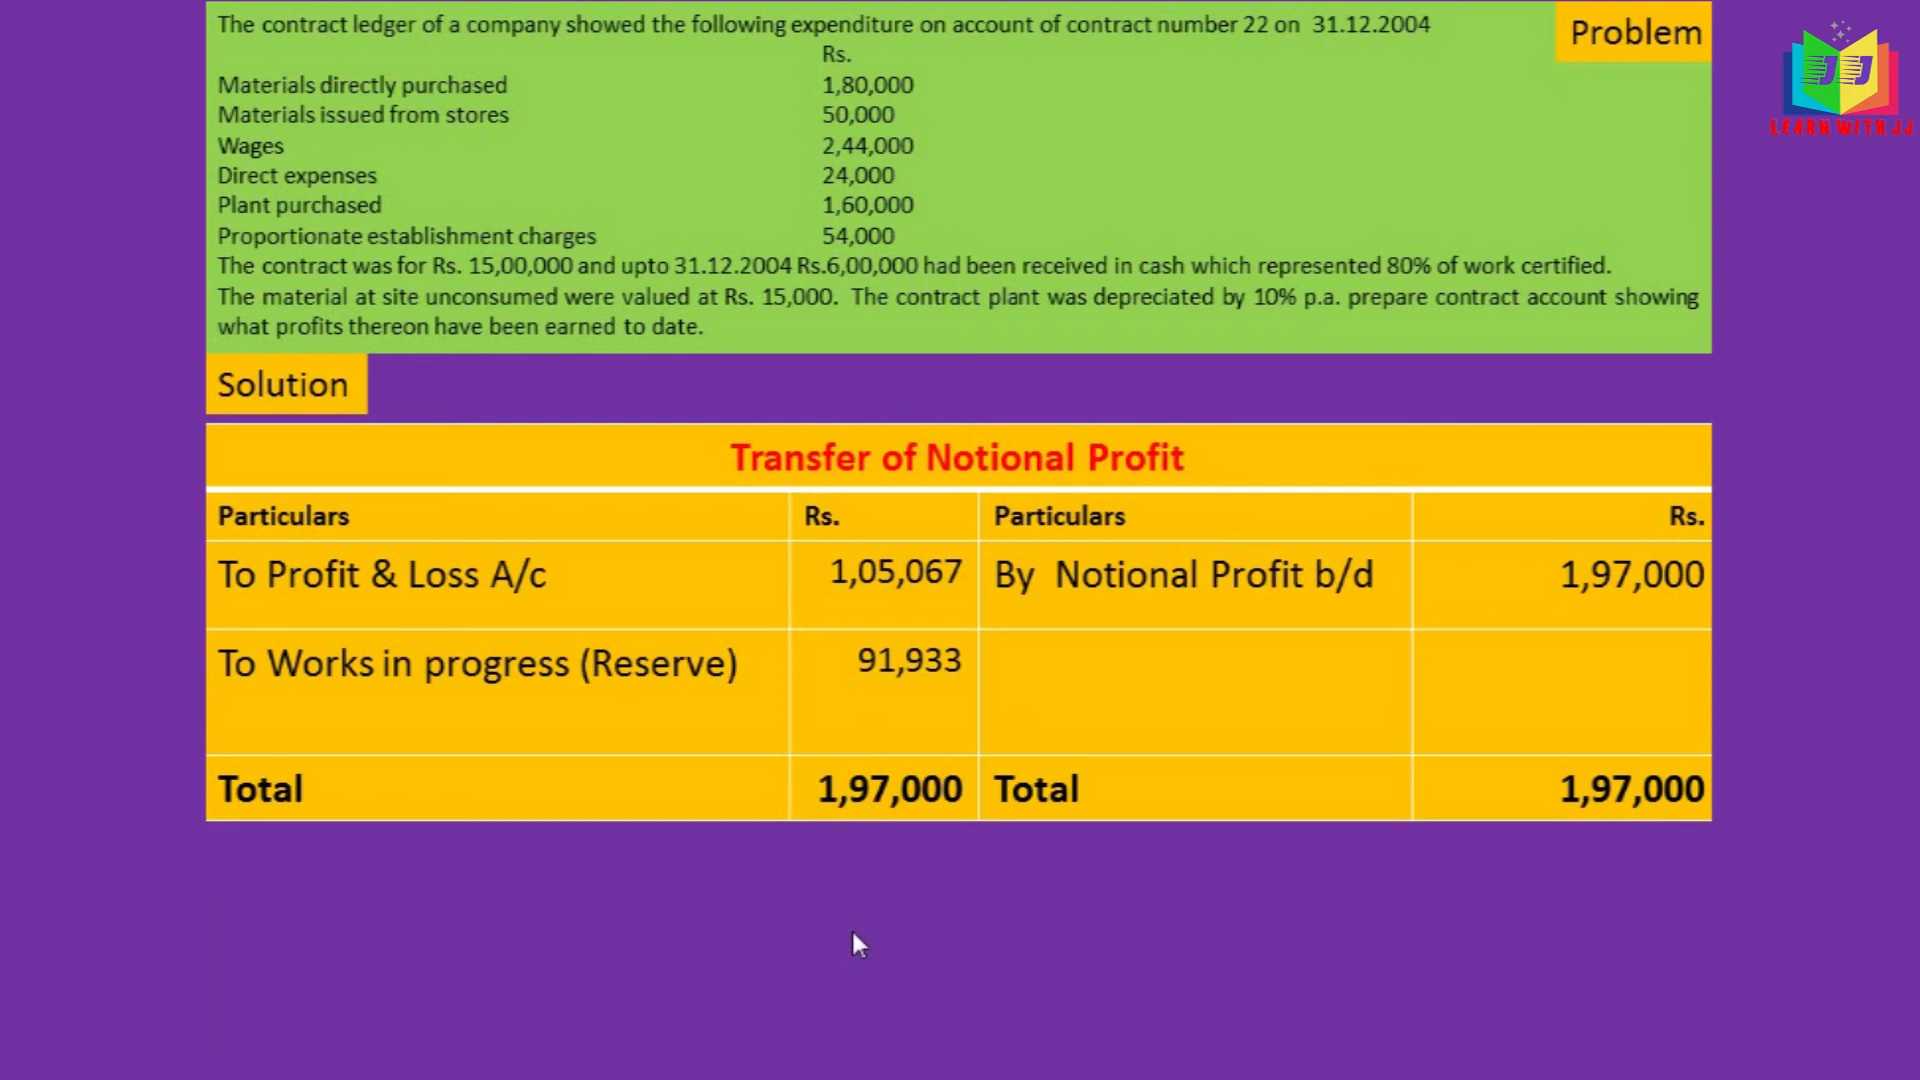 The contract ledger of a company showed the following expenditure on account of contract number 22 on 31.12.2004
Problem
Rs.
Materials directly purchased 1,80,000
Materials issued from stores 50,000
Wages 2,44,000
Direct expenses 24,000
Plant purchased 1,60,000
Proportionate establishment charges 54,000
The contract was for Rs. 15,00,000 and upto 31.12.2004 Rs.6,00,000 had been received in cash which represented 80% of work certified.
The material at site unconsumed were valued at Rs. 15,000. The contract plant was depreciated by 10% p.a. prepare contract account showing
what profits thereon have been earned to date.
JJ
LEARN WITH JJ
Solution
Transfer of Notional Profit
Particulars Rs. Particulars Rs.
To Profit & Loss A/c 1,05,067 By Notional Profit b/d 1,97,000
To Works in progress (Reserve) 91,933
Total 1,97,000 Total 1,97,000